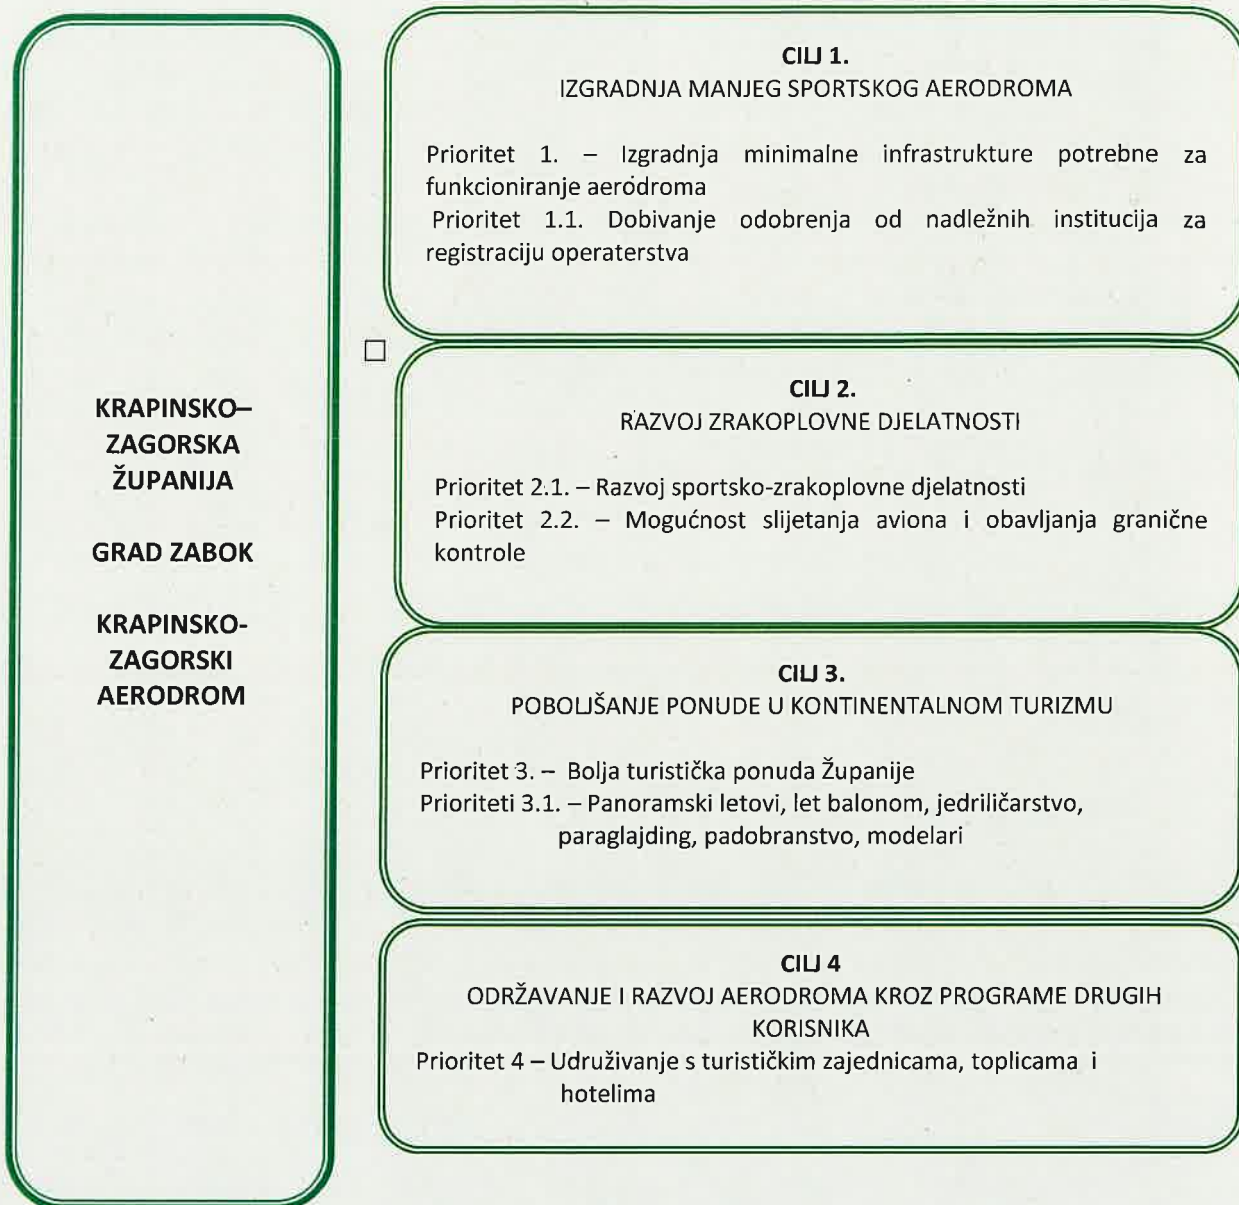 KRAPINSKO–
ZAGORSKA
ŽUPANIJA
GRAD ZABOK
KRAPINSKO-
ZAGORSKI
AERODROM
CILJ 1.
IZGRADNJA MANJEG SPORTSKOG AERODROMA
Prioritet 1. – Izgradnja minimalne infrastrukture potrebne za
funkcioniranje aerodroma
Prioritet 1.1. Dobivanje odobrenja od nadležnih institucija za
registraciju operaterstva
CILJ 2.
RAZVOJ ZRAKOPLOVNE DJELATNOSTI
Prioritet 2.1. – Razvoj sportsko-zrakoplovne djelatnosti
Prioritet 2.2. – Mogućnost slijetanja aviona i obavljanja granične
kontrole
CILJ 3.
POBOLJŠANJE PONUDE U KONTINENTALNOM TURIZMU
Prioritet 3. – Bolja turistička ponuda Županije
Prioriteti 3.1. – Panoramski letovi, let balonom, jedriličarstvo,
paraglajding, padobranstvo, modelari
CILJ 4
ODRŽAVANJE I RAZVOJ AERODROMA KROZ PROGRAME DRUGIH
KORISNIKA
Prioritet 4 – Udruživanje s turističkim zajednicama, toplicama i
hotelima